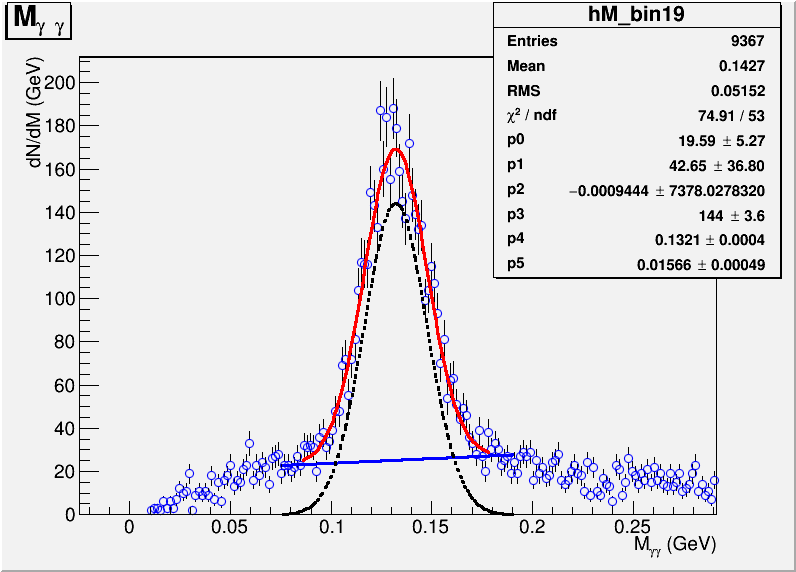 M_γ γ
hM_bin19
Entries 9367
Mean 0.1427
RMS 0.05152
χ² / ndf 74.91 / 53
p0 19.59 ± 5.27
p1 42.65 ± 36.80
p2 −0.0009444 ± 7378.0278320
p3 144 ± 3.6
p4 0.1321 ± 0.0004
p5 0.01566 ± 0.00049
dN/dM (GeV)
200
180
160
140
120
100
80
60
40
20
0
0 0.05 0.1 0.15 0.2 0.25
M_γγ (GeV)